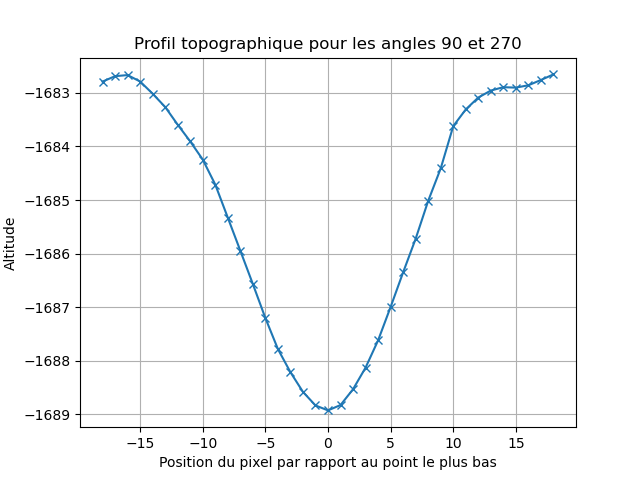 Profil topographique pour les angles 90 et 270
Altitude
−1683
−1684
−1685
−1686
−1687
−1688
−1689
−15 −10 −5 0 5 10 15
Position du pixel par rapport au point le plus bas